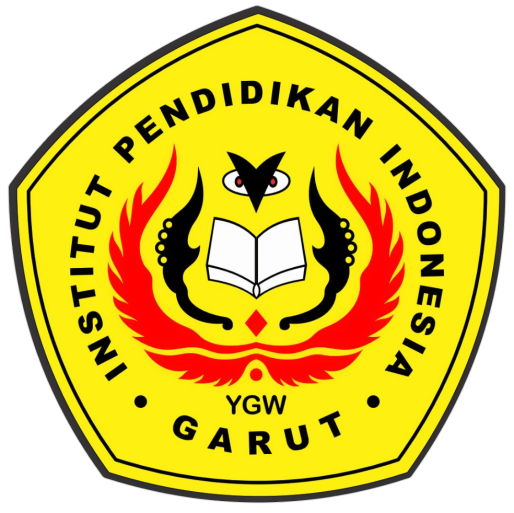 INSTITUT PENDIDIKAN INDONESIA
YGW
• GARUT •